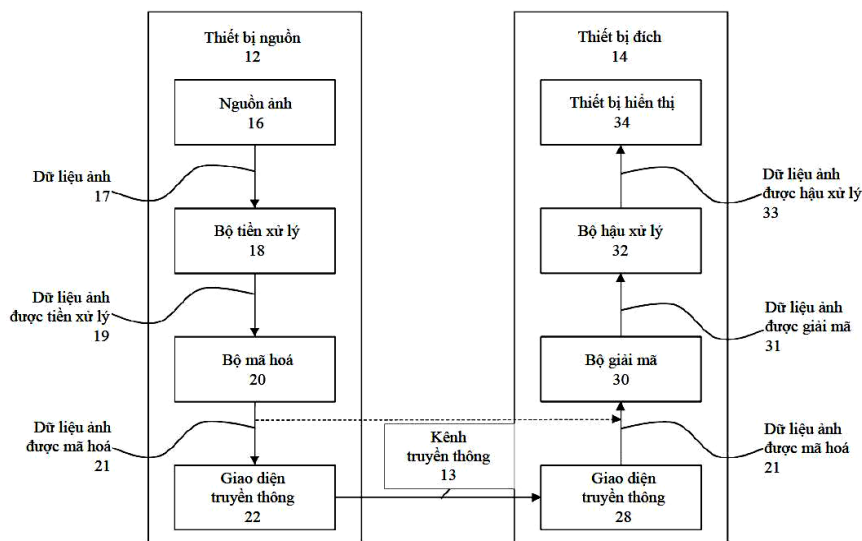 Thiết bị nguồn
12
Nguồn ảnh
16
Dữ liệu ảnh
17
Bộ tiền xử lý
18
Dữ liệu ảnh
được tiền xử lý
19
Bộ mã hoá
20
Dữ liệu ảnh
được mã hoá
21
Giao diện
truyền thông
22
Kênh
truyền thông
13
Thiết bị đích
14
Thiết bị hiển thị
34
Dữ liệu ảnh
được hậu xử lý
33
Bộ hậu xử lý
32
Dữ liệu ảnh
được giải mã
31
Bộ giải mã
30
Dữ liệu ảnh
được mã hoá
21
Giao diện
truyền thông
28